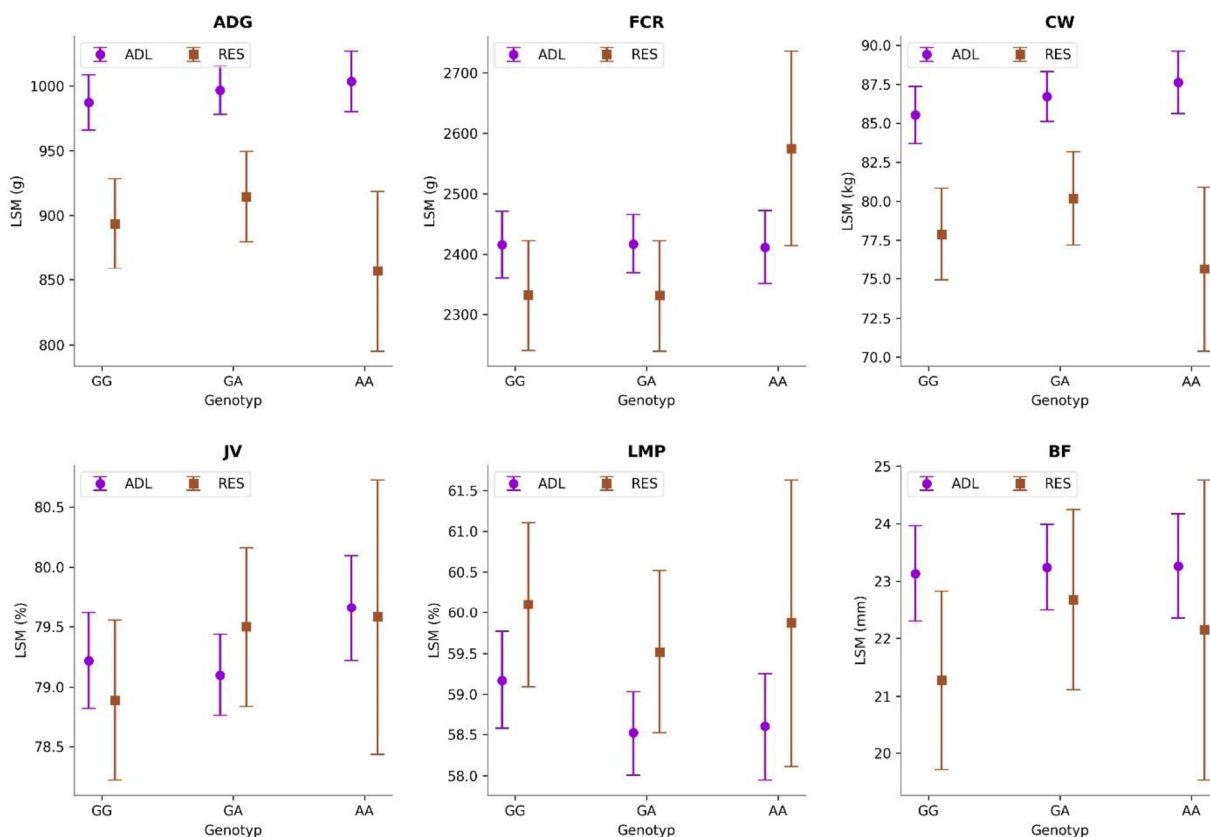 ADG
ADL RES
LSM (g)
1000
950
900
850
800
GG GA AA
Genotyp
FCR
ADL RES
LSM (g)
2700
2600
2500
2400
2300
GG GA AA
Genotyp
CW
ADL RES
LSM (kg)
90.0
87.5
85.0
82.5
80.0
77.5
75.0
72.5
70.0
GG GA AA
Genotyp
JV
ADL RES
LSM (%)
80.5
80.0
79.5
79.0
78.5
GG GA AA
Genotyp
LMP
ADL RES
LSM (%)
61.5
61.0
60.5
60.0
59.5
59.0
58.5
58.0
GG GA AA
Genotyp
BF
ADL RES
LSM (mm)
25
24
23
22
21
20
GG GA AA
Genotyp